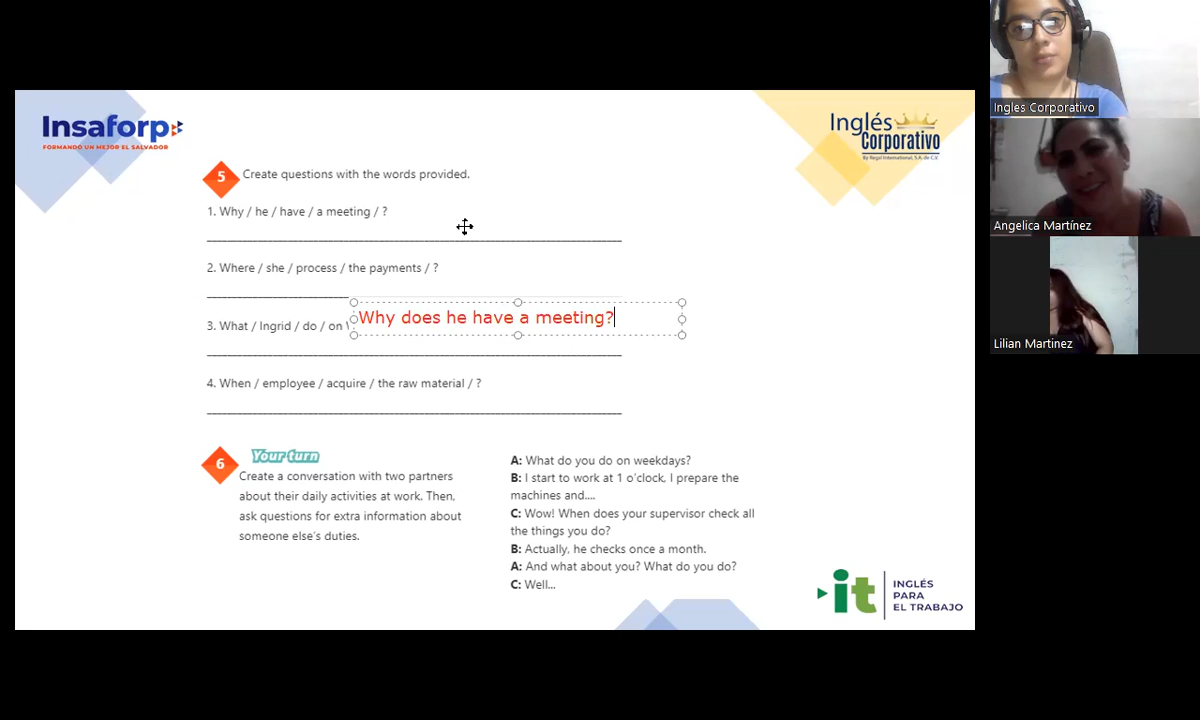 Insaforp
FORMANDO UN MEJOR EL SALVADOR
Inglés
Corporativo
By Regal International, S.A. de C.V.
5 Create questions with the words provided.
1. Why / he / have / a meeting / ?
2. Where / she / process / the payments / ?
Why does he have a meeting?
3. What / Ingrid / do / on
4. When / employee / acquire / the raw material / ?
6 Your turn
Create a conversation with two partners
about their daily activities at work. Then,
ask questions for extra information about
someone else's duties.
A: What do you do on weekdays?
B: I start to work at 1 o'clock, I prepare the
machines and....
C: Wow! When does your supervisor check all
the things you do?
B: Actually, he checks once a month.
A: And what about you? What do you do?
C: Well...
it
INGLÉS
PARA
EL TRABAJO
Ingles Corporativo
Angelica Martínez
Lilian Martinez